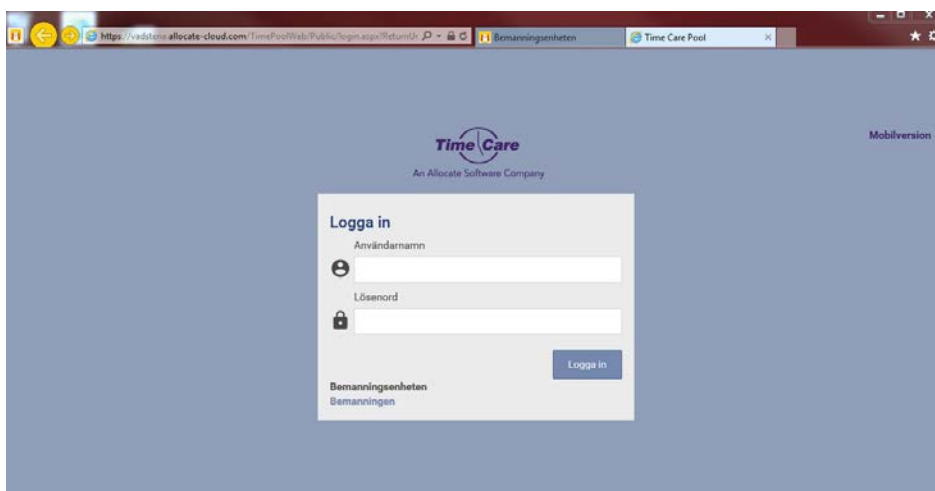 https://vadstena.allocate-cloud.com/TimePoolWeb/Public/login.aspx?ReturnUr
Bemanningsenheten
Time Care Pool
Mobilversion
Time Care
An Allocate Software Company
Logga in
Användarnamn
Lösenord
Logga in
Bemanningsenheten
Bemanningen